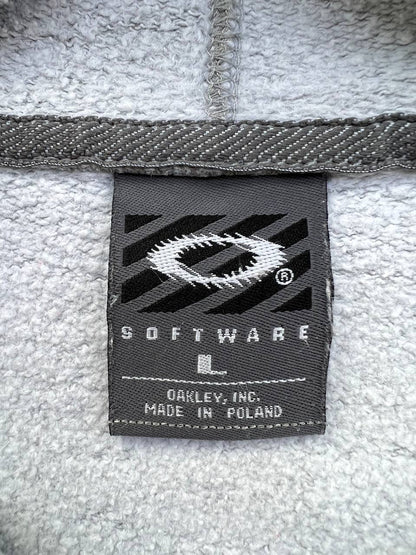 ®
SOFTWARE
L
OAKLEY, INC.
MADE IN POLAND